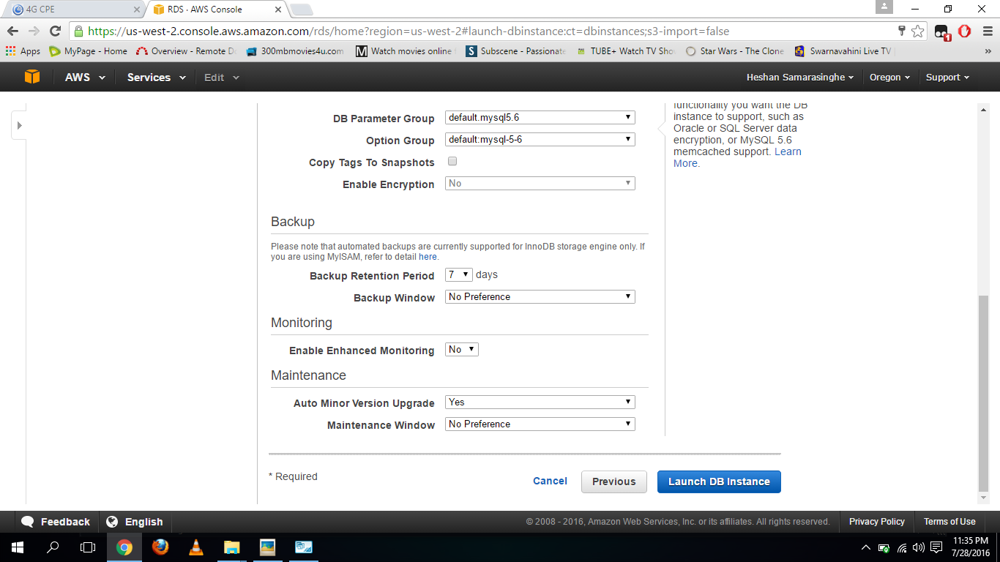 4G CPE
RDS · AWS Console
https://us-west-2.console.aws.amazon.com/rds/home?region=us-west-2#launch-dbinstance:ct=dbinstances;s3-import=false
1
Apps MyPage - Home Overview - Remote D 300mbmovies4u.com Watch movies online Subscene - Passionate TUBE+ Watch TV Sho Star Wars - The Clone Swarnavahini Live TV »
AWS Services Edit Heshan Samarasinghe Oregon Support
functionality you want the DB
instance to support, such as
Oracle or SQL Server data
encryption, or MySQL 5.6
memcached support. Learn
More.
DB Parameter Group default.mysql5.6
Option Group default:mysql-5-6
Copy Tags To Snapshots
Enable Encryption No
Backup
Please note that automated backups are currently supported for InnoDB storage engine only. If
you are using MyISAM, refer to detail here.
Backup Retention Period 7 days
Backup Window No Preference
Monitoring
Enable Enhanced Monitoring No
Maintenance
Auto Minor Version Upgrade Yes
Maintenance Window No Preference
* Required Cancel Previous Launch DB Instance
Feedback English © 2008 - 2016, Amazon Web Services, Inc. or its affiliates. All rights reserved. Privacy Policy Terms of Use
11:35 PM
7/28/2016